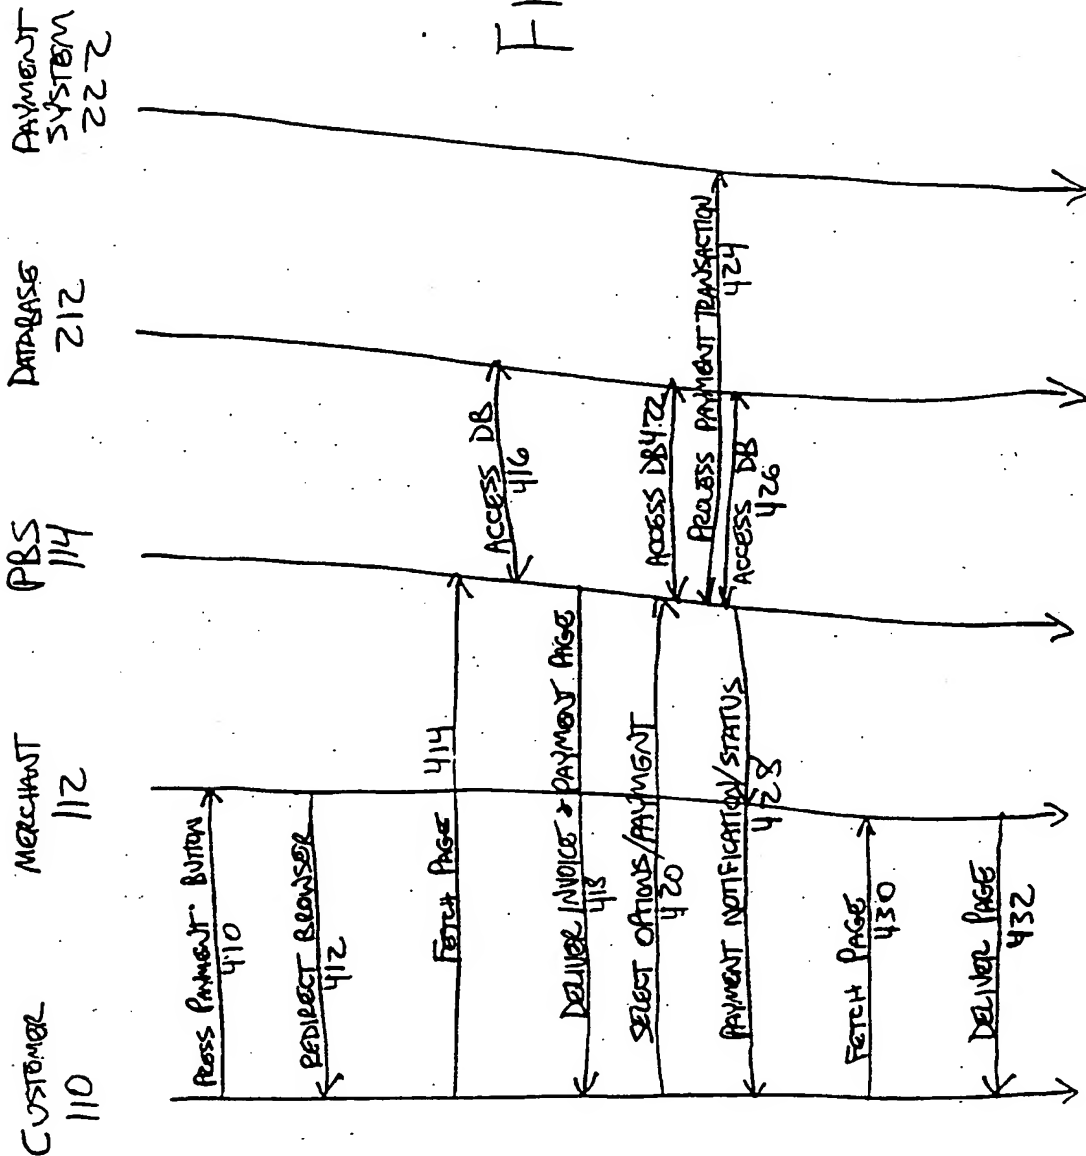 CUSTOMER
110
MERCHANT
112
PBS
114
DATABASE
212
PAYMENT
SYSTEM
222
PRESS PAYMENT BUTTON
410
REDIRECT BROWSER
412
FETCH PAGE 414
ACCESS DB
416
DELIVER INVOICE & PAYMENT PAGE
418
SELECT OPTIONS/PAYMENT
420
ACCESS DB 422
PROCESS PAYMENT TRANSACTION
424
ACCESS DB
426
PAYMENT NOTIFICATION/STATUS
428
FETCH PAGE
430
DELIVER PAGE
432